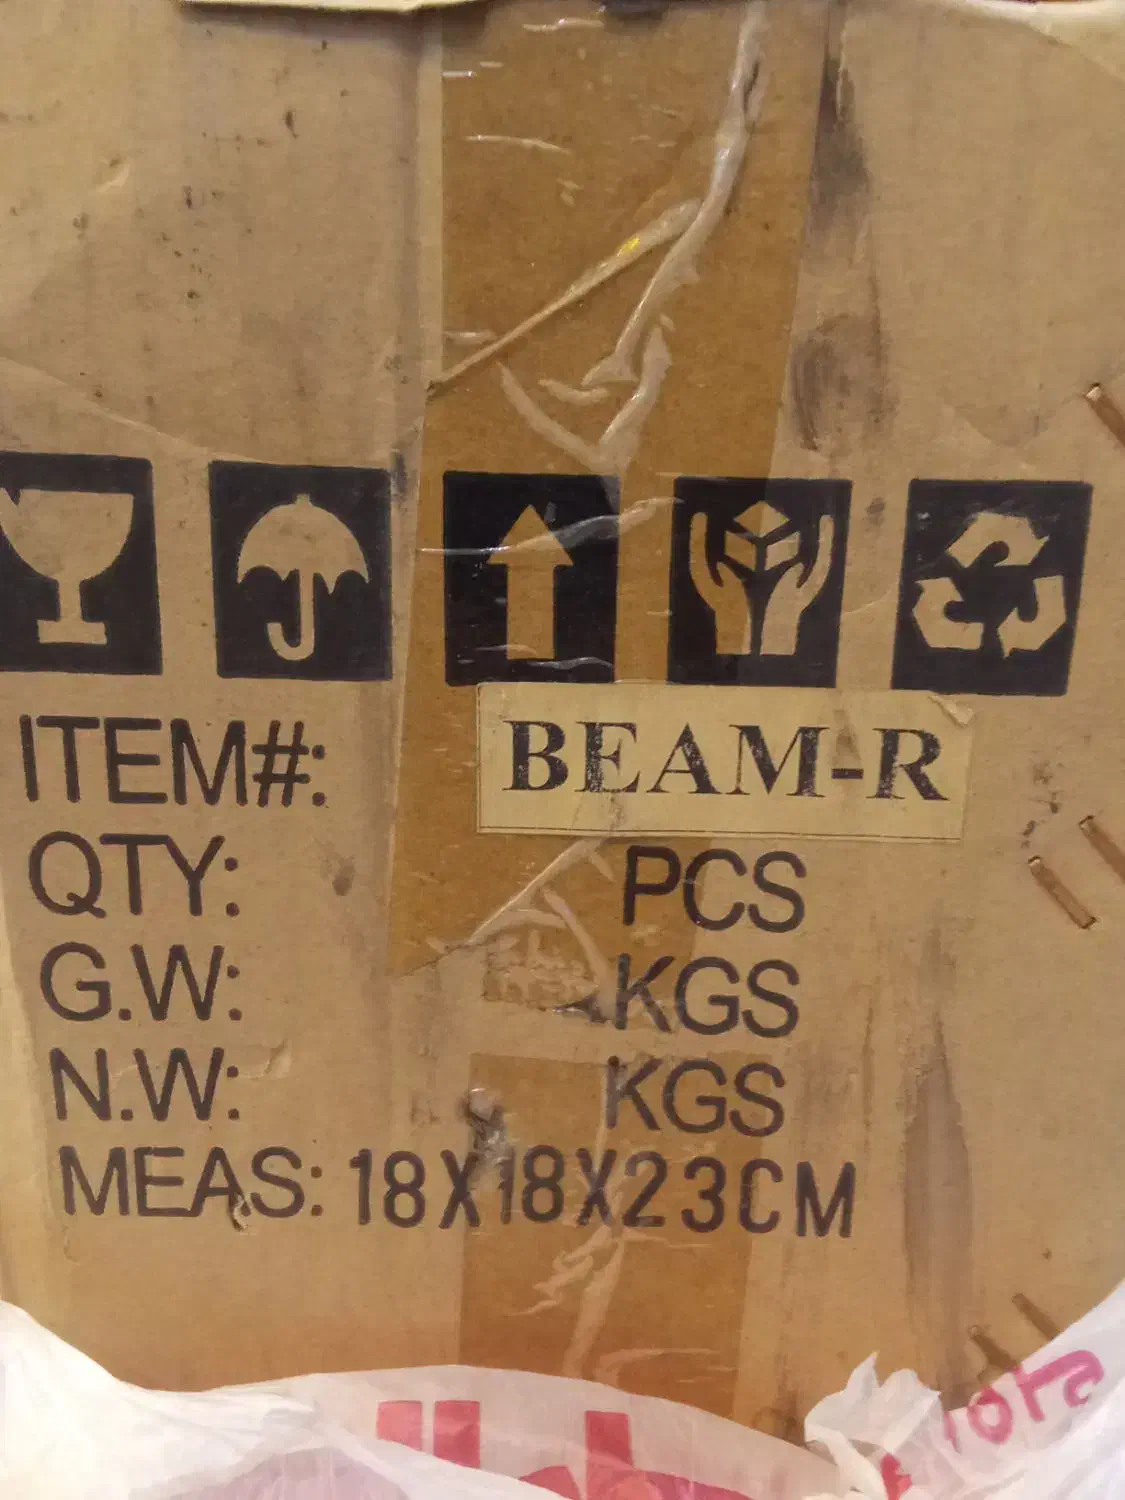 ITEM#: BEAM-R
QTY: PCS
G.W: KGS
N.W: KGS
MEAS: 18X18X23CM